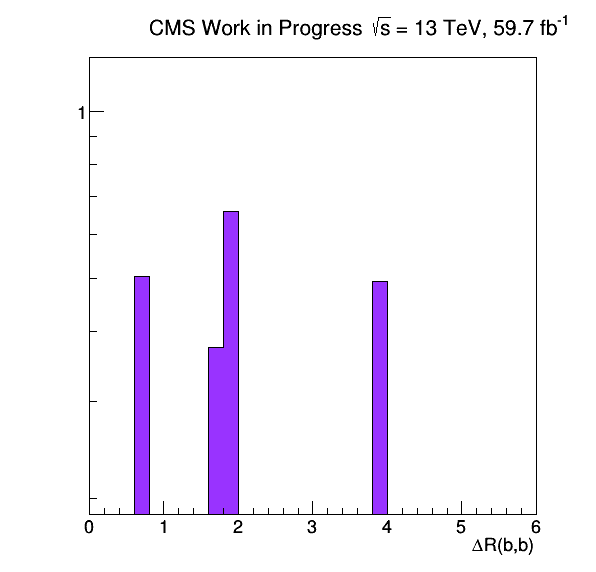 CMS Work in Progress √s = 13 TeV, 59.7 fb⁻¹
1
0 1 2 3 4 5 6
ΔR(b,b)